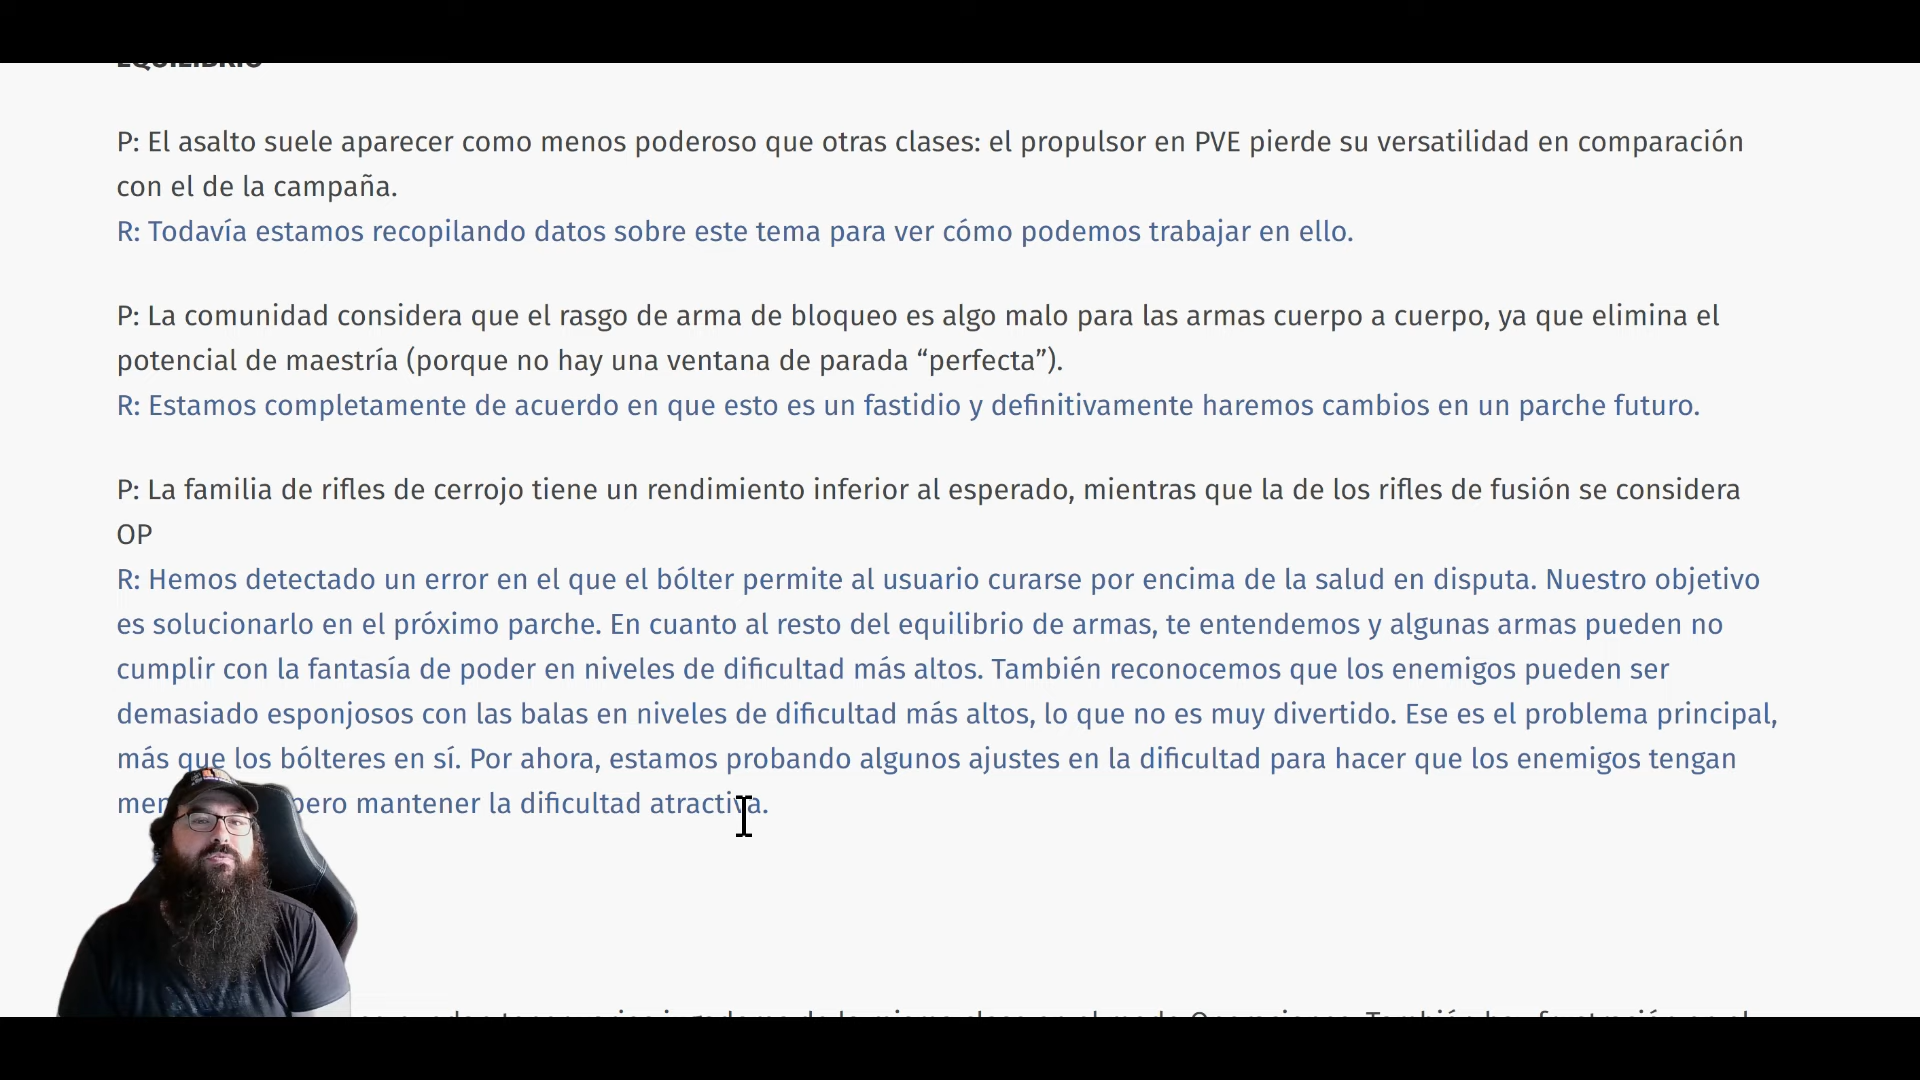 EQUILIBRIO
P: El asalto suele aparecer como menos poderoso que otras clases: el propulsor en PVE pierde su versatilidad en comparación
con el de la campaña.
R: Todavía estamos recopilando datos sobre este tema para ver cómo podemos trabajar en ello.
P: La comunidad considera que el rasgo de arma de bloqueo es algo malo para las armas cuerpo a cuerpo, ya que elimina el
potencial de maestría (porque no hay una ventana de parada “perfecta”).
R: Estamos completamente de acuerdo en que esto es un fastidio y definitivamente haremos cambios en un parche futuro.
P: La familia de rifles de cerrojo tiene un rendimiento inferior al esperado, mientras que la de los rifles de fusión se considera
OP
R: Hemos detectado un error en el que el bólter permite al usuario curarse por encima de la salud en disputa. Nuestro objetivo
es solucionarlo en el próximo parche. En cuanto al resto del equilibrio de armas, te entendemos y algunas armas pueden no
cumplir con la fantasía de poder en niveles de dificultad más altos. También reconocemos que los enemigos pueden ser
demasiado esponjosos con las balas en niveles de dificultad más altos, lo que no es muy divertido. Ese es el problema principal,
más que los bólteres en sí. Por ahora, estamos probando algunos ajustes en la dificultad para hacer que los enemigos tengan
pero mantener la dificultad atractiva.